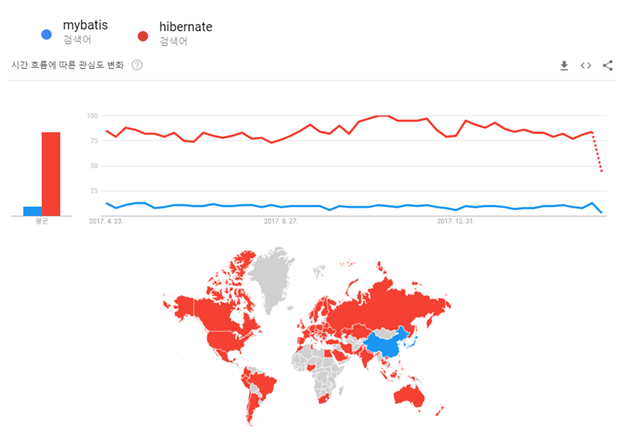 mybatis
검색어
hibernate
검색어
시간 흐름에 따른 관심도 변화 ?
100
75
50
25
평균
2017. 4. 23.
2017. 8. 27.
2017. 12. 31.